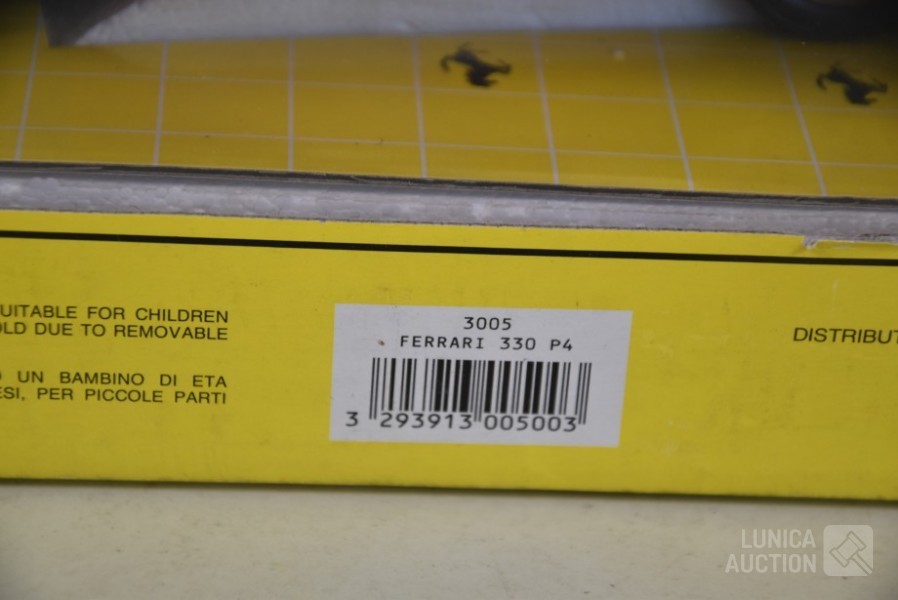 UITABLE FOR CHILDREN
OLD DUE TO REMOVABLE
UN BAMBINO DI ETA
ESI, PER PICCOLE PARTI
3005
FERRARI 330 P4
3 293913 005003
DISTRIBUT
LUNICA
AUCTION